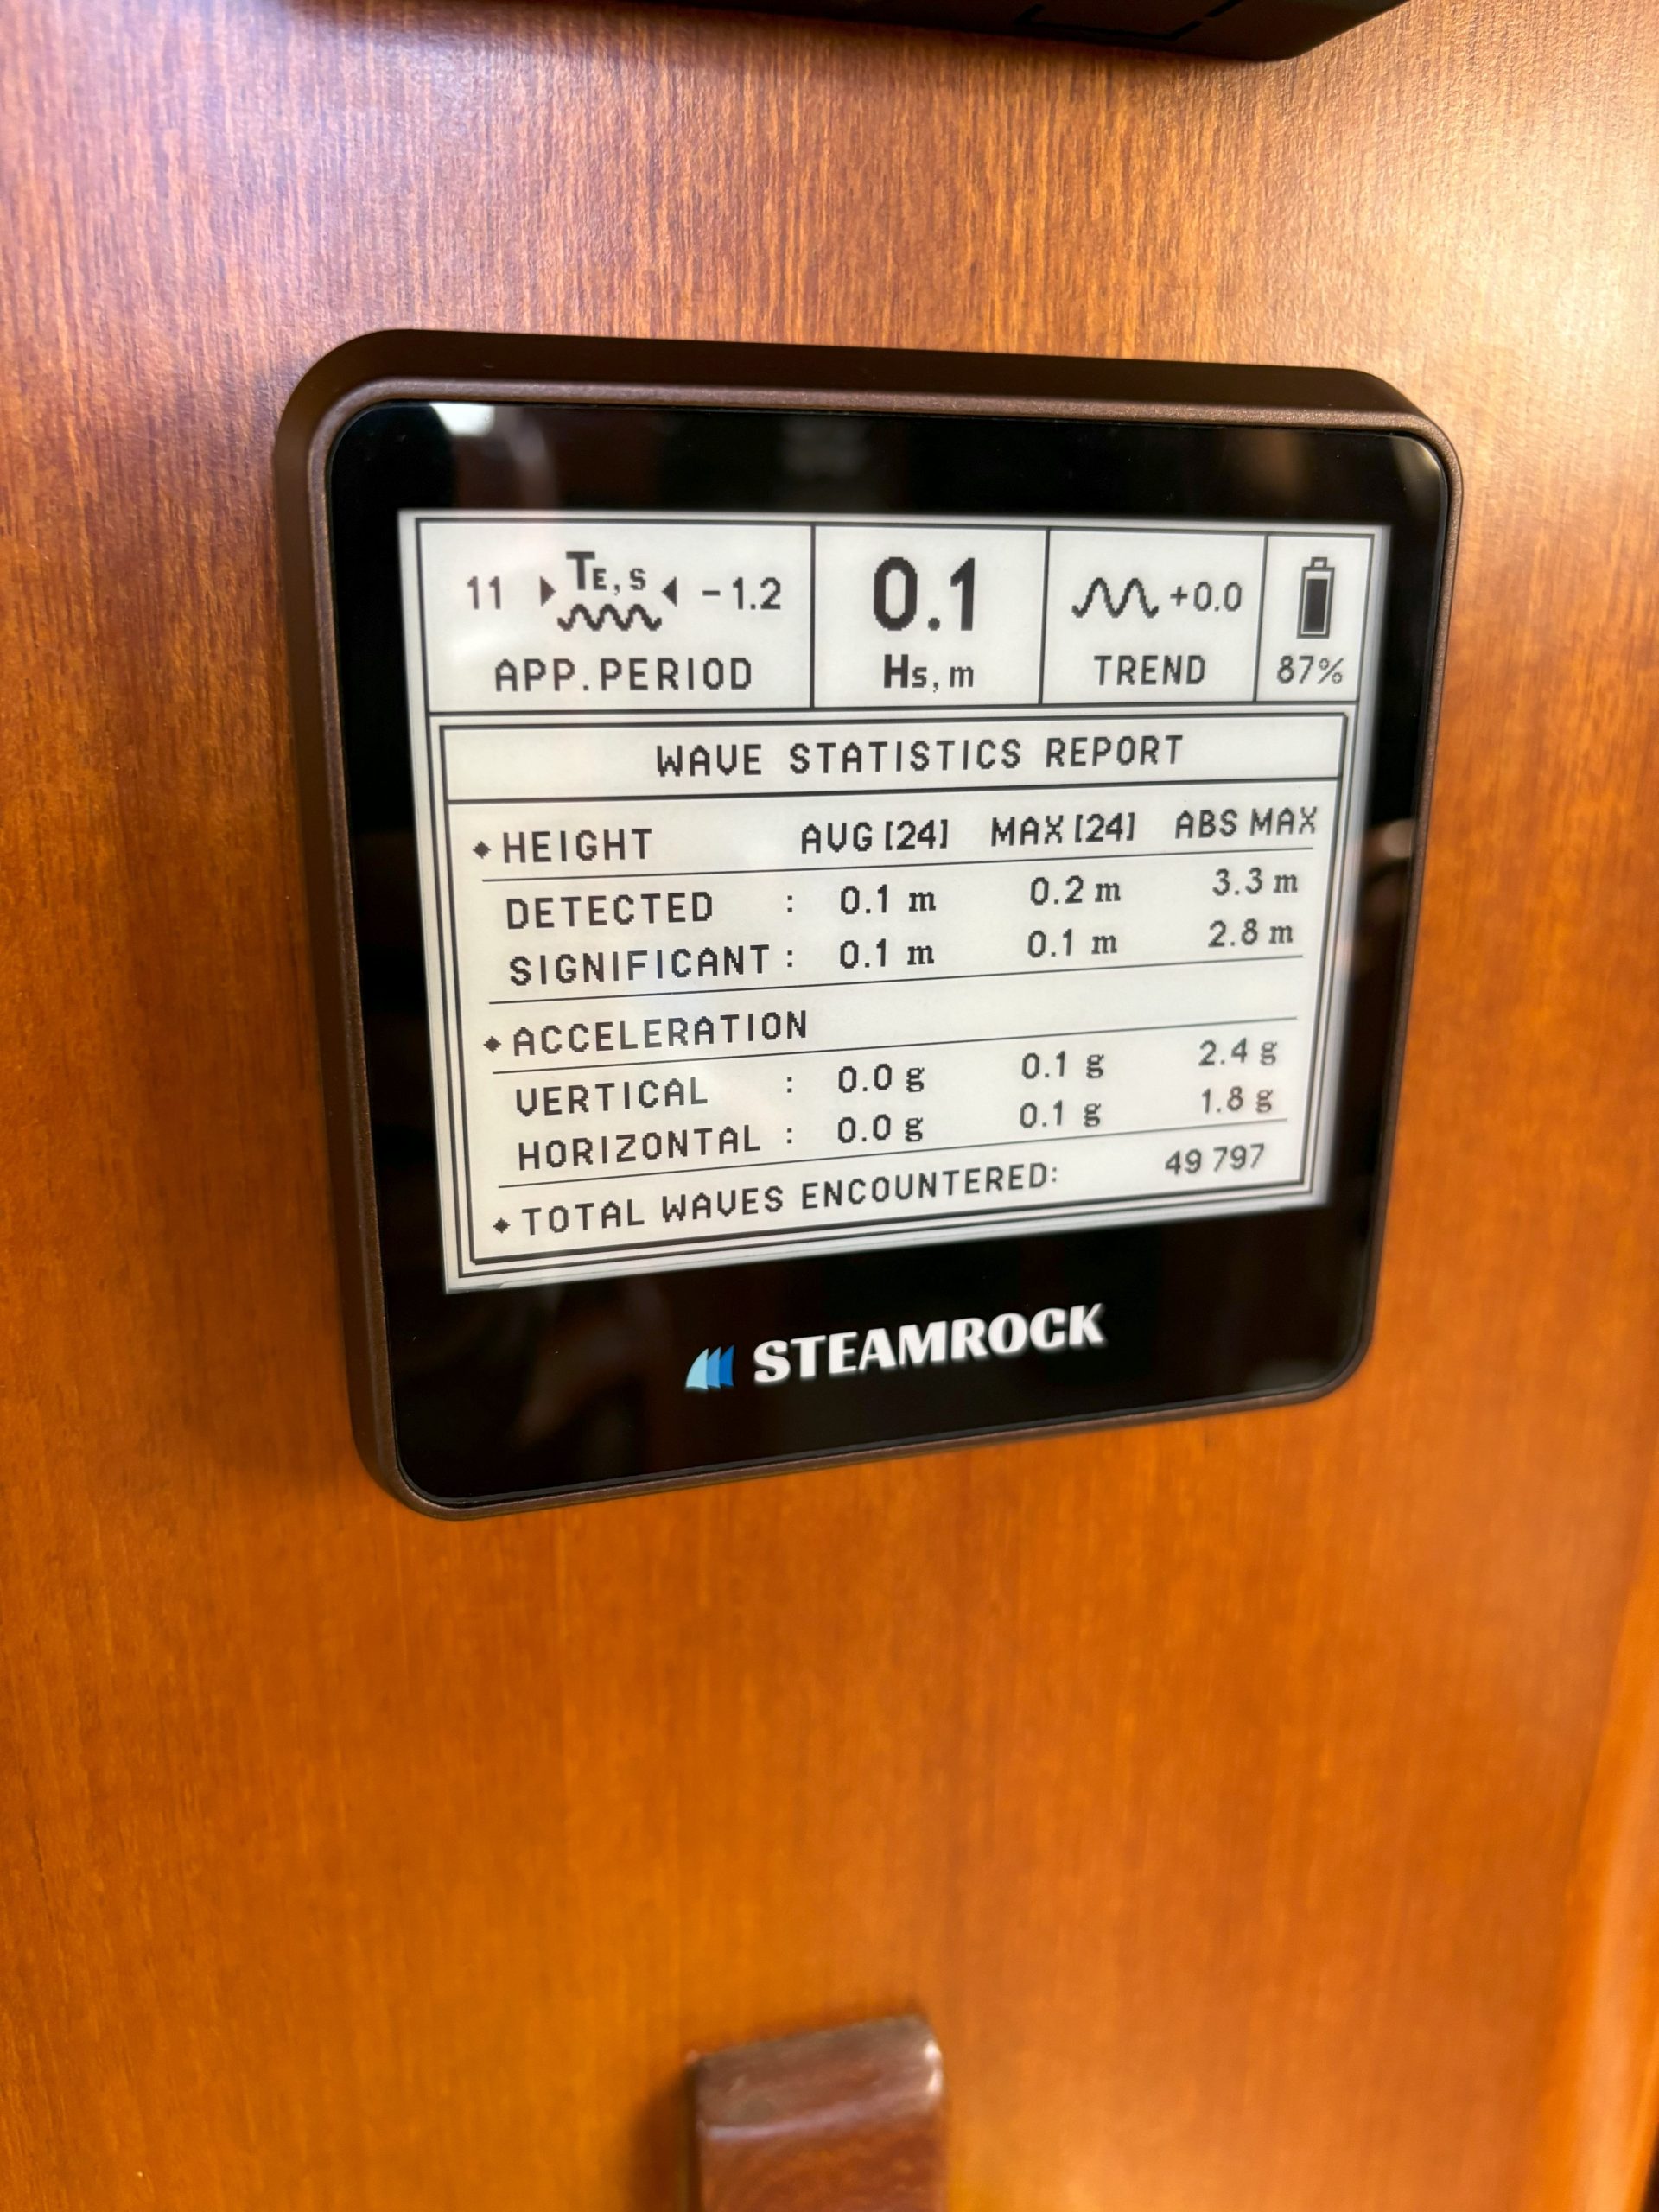 11 TE,S -1.2
APP.PERIOD
0.1
Hs,m
+0.0
TREND
87%
WAVE STATISTICS REPORT
HEIGHT AVG [24] MAX [24] ABS MAX
DETECTED : 0.1 m 0.2 m 3.3 m
SIGNIFICANT : 0.1 m 0.1 m 2.8 m
ACCELERATION
VERTICAL : 0.0 g 0.1 g 2.4 g
HORIZONTAL : 0.0 g 0.1 g 1.8 g
TOTAL WAVES ENCOUNTERED: 49 797
STEAMROCK